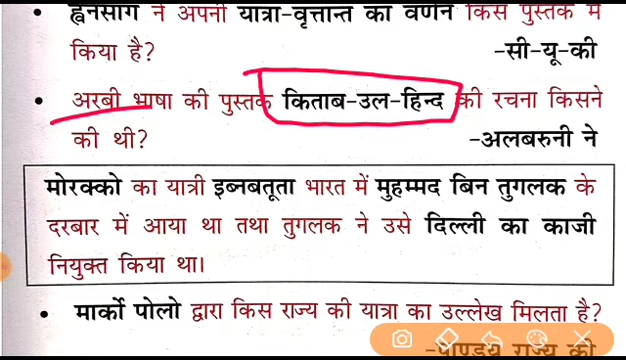 ह्वेनसांग ने अपनी यात्रा-वृत्तान्त का वर्णन किस पुस्तक में
किया है?
-सी-यू-की
अरबी भाषा की पुस्तक किताब-उल-हिन्द की रचना किसने
की थी?
-अलबरुनी ने
मोरक्को का यात्री इब्नबतूता भारत में मुहम्मद बिन तुगलक के
दरबार में आया था तथा तुगलक ने उसे दिल्ली का काजी
नियुक्त किया था।
मार्को पोलो द्वारा किस राज्य की यात्रा का उल्लेख मिलता है?
-पाण्ड्य राज्य की